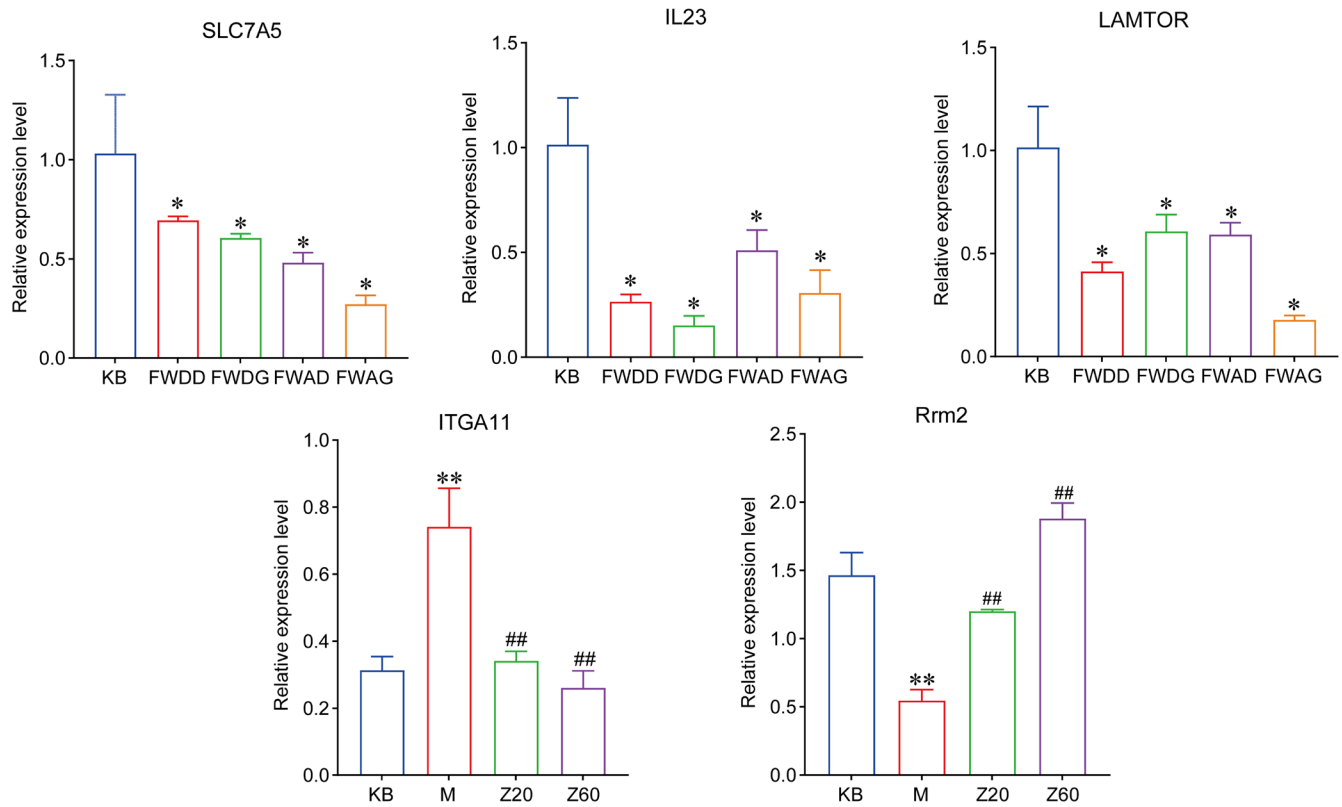 SLC7A5
Relative expression level
1.5
1.0
0.5
0.0
*
*
*
*
KB FWDD FWDG FWAD FWAG
IL23
Relative expression level
1.5
1.0
0.5
0.0
*
*
*
*
KB FWDD FWDG FWAD FWAG
LAMTOR
Relative expression level
1.5
1.0
0.5
0.0
*
*
*
*
KB FWDD FWDG FWAD FWAG
ITGA11
Relative expression level
1.0
0.8
0.6
0.4
0.2
0.0
**
##
##
KB M Z20 Z60
Rrm2
Relative expression level
2.5
2.0
1.5
1.0
0.5
0.0
**
##
##
KB M Z20 Z60